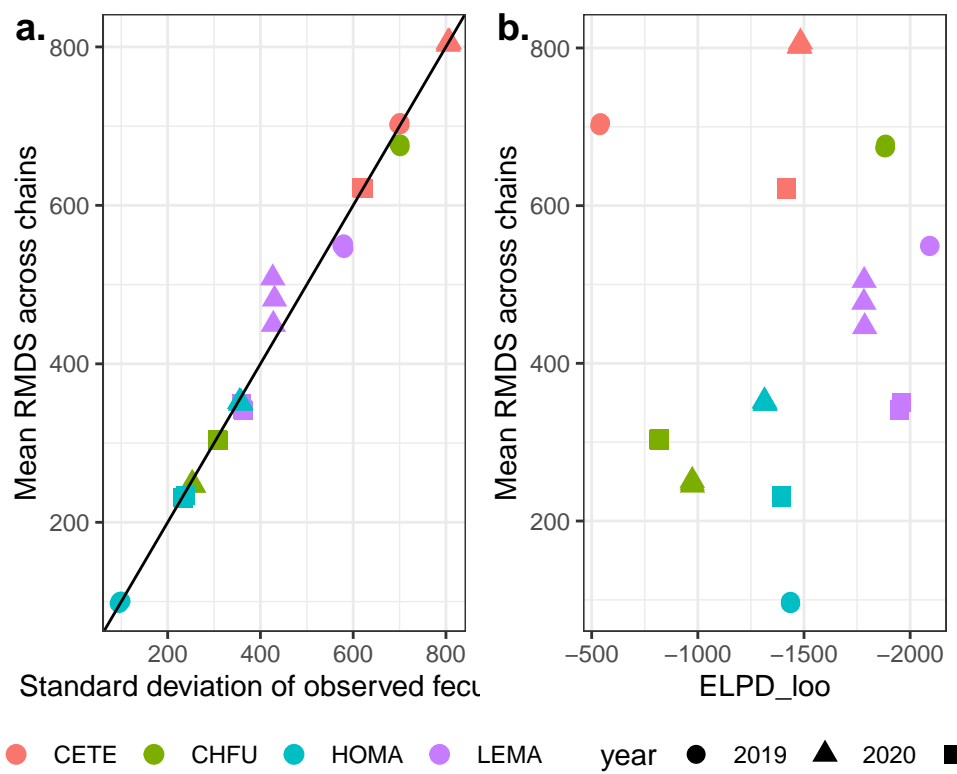 a.
Mean RMDS across chains
800
600
400
200
200 400 600 800
Standard deviation of observed
b.
Mean RMDS across chains
800
600
400
200
−500 −1000 −1500 −2000
ELPD_loo
CETE CHFU HOMA LEMA year 2019 2020